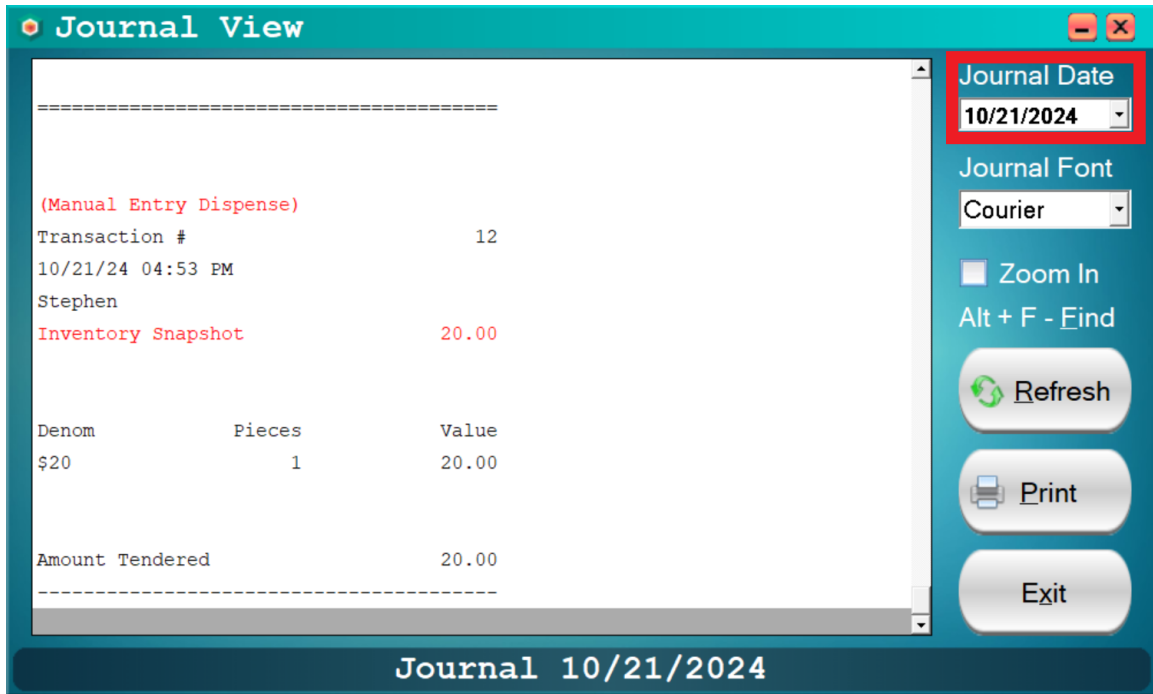 Journal View
========================================
(Manual Entry Dispense)
Transaction # 12
10/21/24 04:53 PM
Stephen
Inventory Snapshot 20.00
Denom Pieces Value
$20 1 20.00
Amount Tendered 20.00
----------------------------------------
Journal Date
10/21/2024
Journal Font
Courier
Zoom In
Alt + F - Find
Refresh
Print
Exit
Journal 10/21/2024